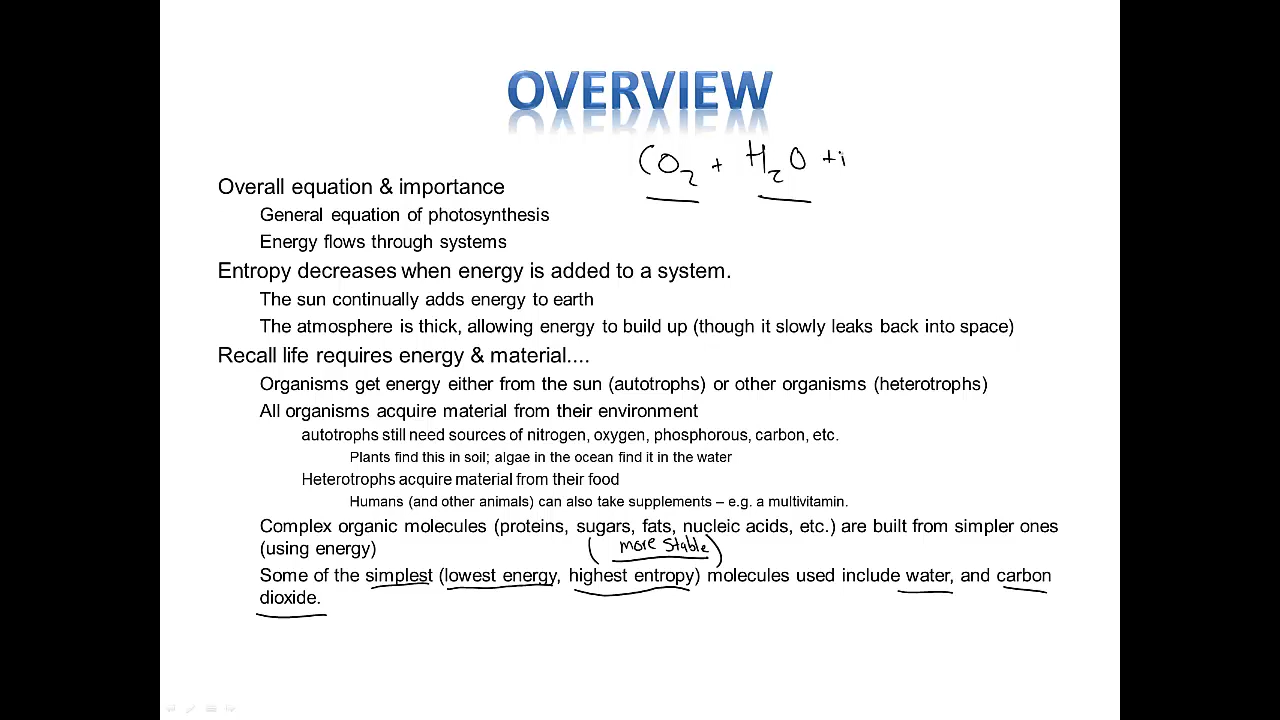 OVERVIEW
CO2 + H2O +i
Overall equation & importance
General equation of photosynthesis
Energy flows through systems
Entropy decreases when energy is added to a system.
The sun continually adds energy to earth
The atmosphere is thick, allowing energy to build up (though it slowly leaks back into space)
Recall life requires energy & material....
Organisms get energy either from the sun (autotrophs) or other organisms (heterotrophs)
All organisms acquire material from their environment
autotrophs still need sources of nitrogen, oxygen, phosphorous, carbon, etc.
Plants find this in soil; algae in the ocean find it in the water
Heterotrophs acquire material from their food
Humans (and other animals) can also take supplements – e.g. a multivitamin.
Complex organic molecules (proteins, sugars, fats, nucleic acids, etc.) are built from simpler ones
(using energy)
(more stable)
Some of the simplest (lowest energy, highest entropy) molecules used include water, and carbon
dioxide.